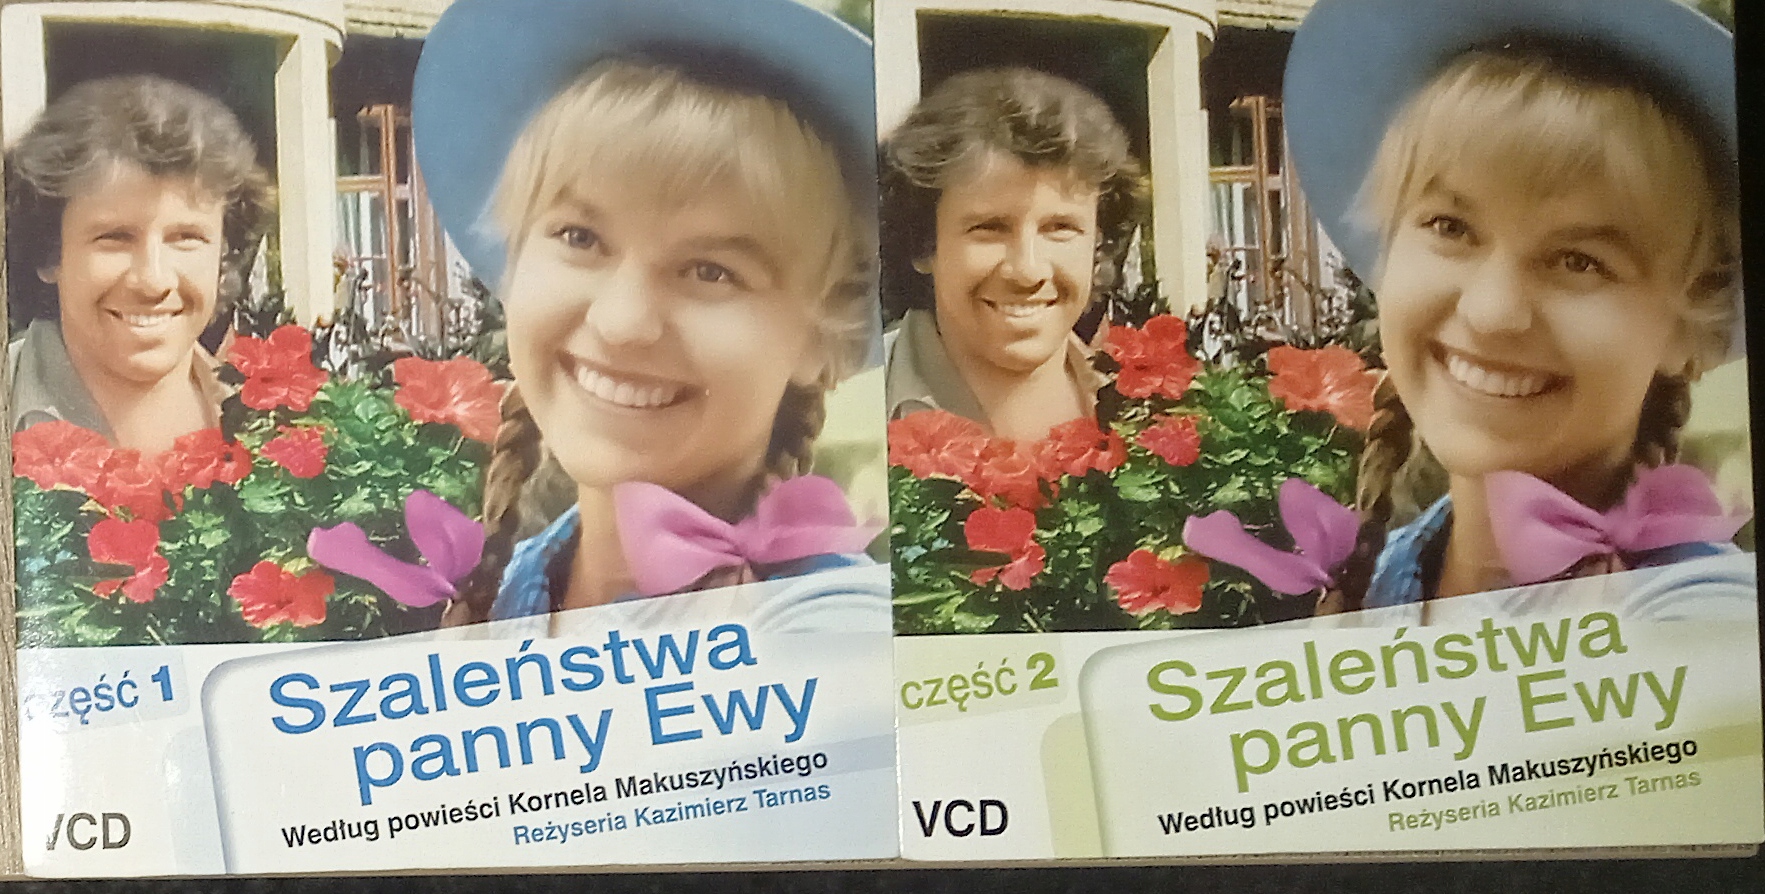 część 1
Szaleństwa
panny Ewy
Według powieści Kornela Makuszyńskiego
Reżyseria Kazimierz Tarnas
VCD
część 2
Szaleństwa
panny Ewy
Według powieści Kornela Makuszyńskiego
Reżyseria Kazimierz Tarnas
VCD